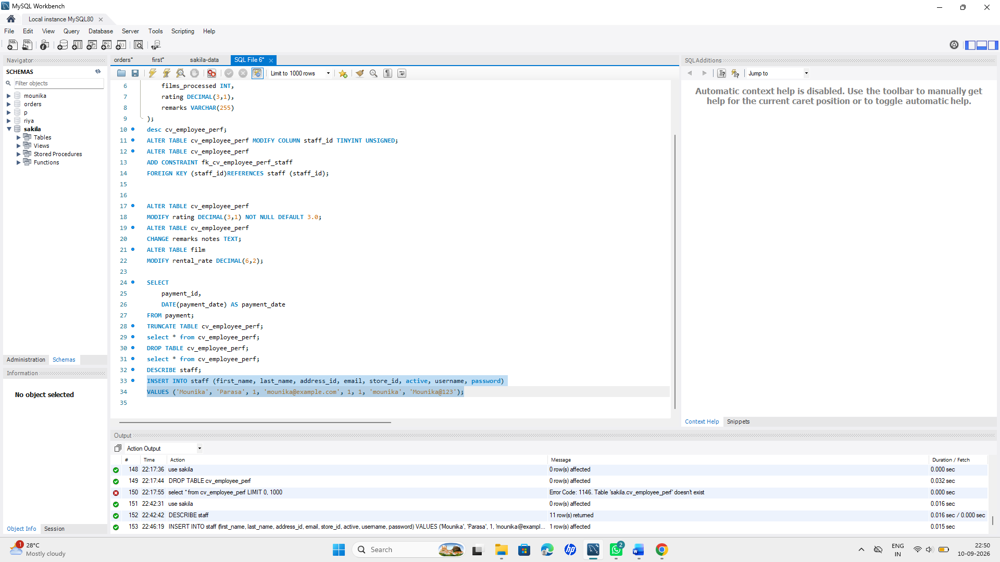 MySQL Workbench
Local instance MySQL80
File Edit View Query Database Server Tools Scripting Help
Navigator
SCHEMAS
Filter objects
mounika
orders
p
riya
sakila
Tables
Views
Stored Procedures
Functions
Administration Schemas
Information
No object selected
Object Info Session
orders* first* sakila-data SQL File 6*
Limit to 1000 rows
6 films_processed INT,
7 rating DECIMAL(3,1),
8 remarks VARCHAR(255)
9 );
10 desc cv_employee_perf;
11 ALTER TABLE cv_employee_perf MODIFY COLUMN staff_id TINYINT UNSIGNED;
12 ALTER TABLE cv_employee_perf
13 ADD CONSTRAINT fk_cv_employee_perf_staff
14 FOREIGN KEY (staff_id)REFERENCES staff (staff_id);
15
16
17 ALTER TABLE cv_employee_perf
18 MODIFY rating DECIMAL(3,1) NOT NULL DEFAULT 3.0;
19 ALTER TABLE cv_employee_perf
20 CHANGE remarks notes TEXT;
21 ALTER TABLE film
22 MODIFY rental_rate DECIMAL(6,2);
23
24 SELECT
25 payment_id,
26 DATE(payment_date) AS payment_date
27 FROM payment;
28 TRUNCATE TABLE cv_employee_perf;
29 select * from cv_employee_perf;
30 DROP TABLE cv_employee_perf;
31 select * from cv_employee_perf;
32 DESCRIBE staff;
33 INSERT INTO staff (first_name, last_name, address_id, email, store_id, active, username, password)
34 VALUES ('Mounika', 'Parasa', 1, 'mounika@example.com', 1, 1, 'mounika', 'Mounika@123');
35
SQLAdditions
Jump to
Automatic context help is disabled. Use the toolbar to manually get
help for the current caret position or to toggle automatic help.
Context Help Snippets
Output
Action Output
# Time Action Message Duration / Fetch
148 22:17:36 use sakila 0 row(s) affected 0.000 sec
149 22:17:44 DROP TABLE cv_employee_perf 0 row(s) affected 0.032 sec
150 22:17:55 select * from cv_employee_perf LIMIT 0, 1000 Error Code: 1146. Table 'sakila.cv_employee_perf' doesn't exist 0.000 sec
151 22:42:31 use sakila 0 row(s) affected 0.016 sec
152 22:42:42 DESCRIBE staff 11 row(s) returned 0.016 sec / 0.000 sec
153 22:46:19 INSERT INTO staff (first_name, last_name, address_id, email, store_id, active, username, password) VALUES ('Mounika', 'Parasa', 1, 'mounika@exampl... 1 row(s) affected 0.015 sec
1
28°C
Mostly cloudy
Search
hp
2
W
ENG
IN
22:50
10-09-2026